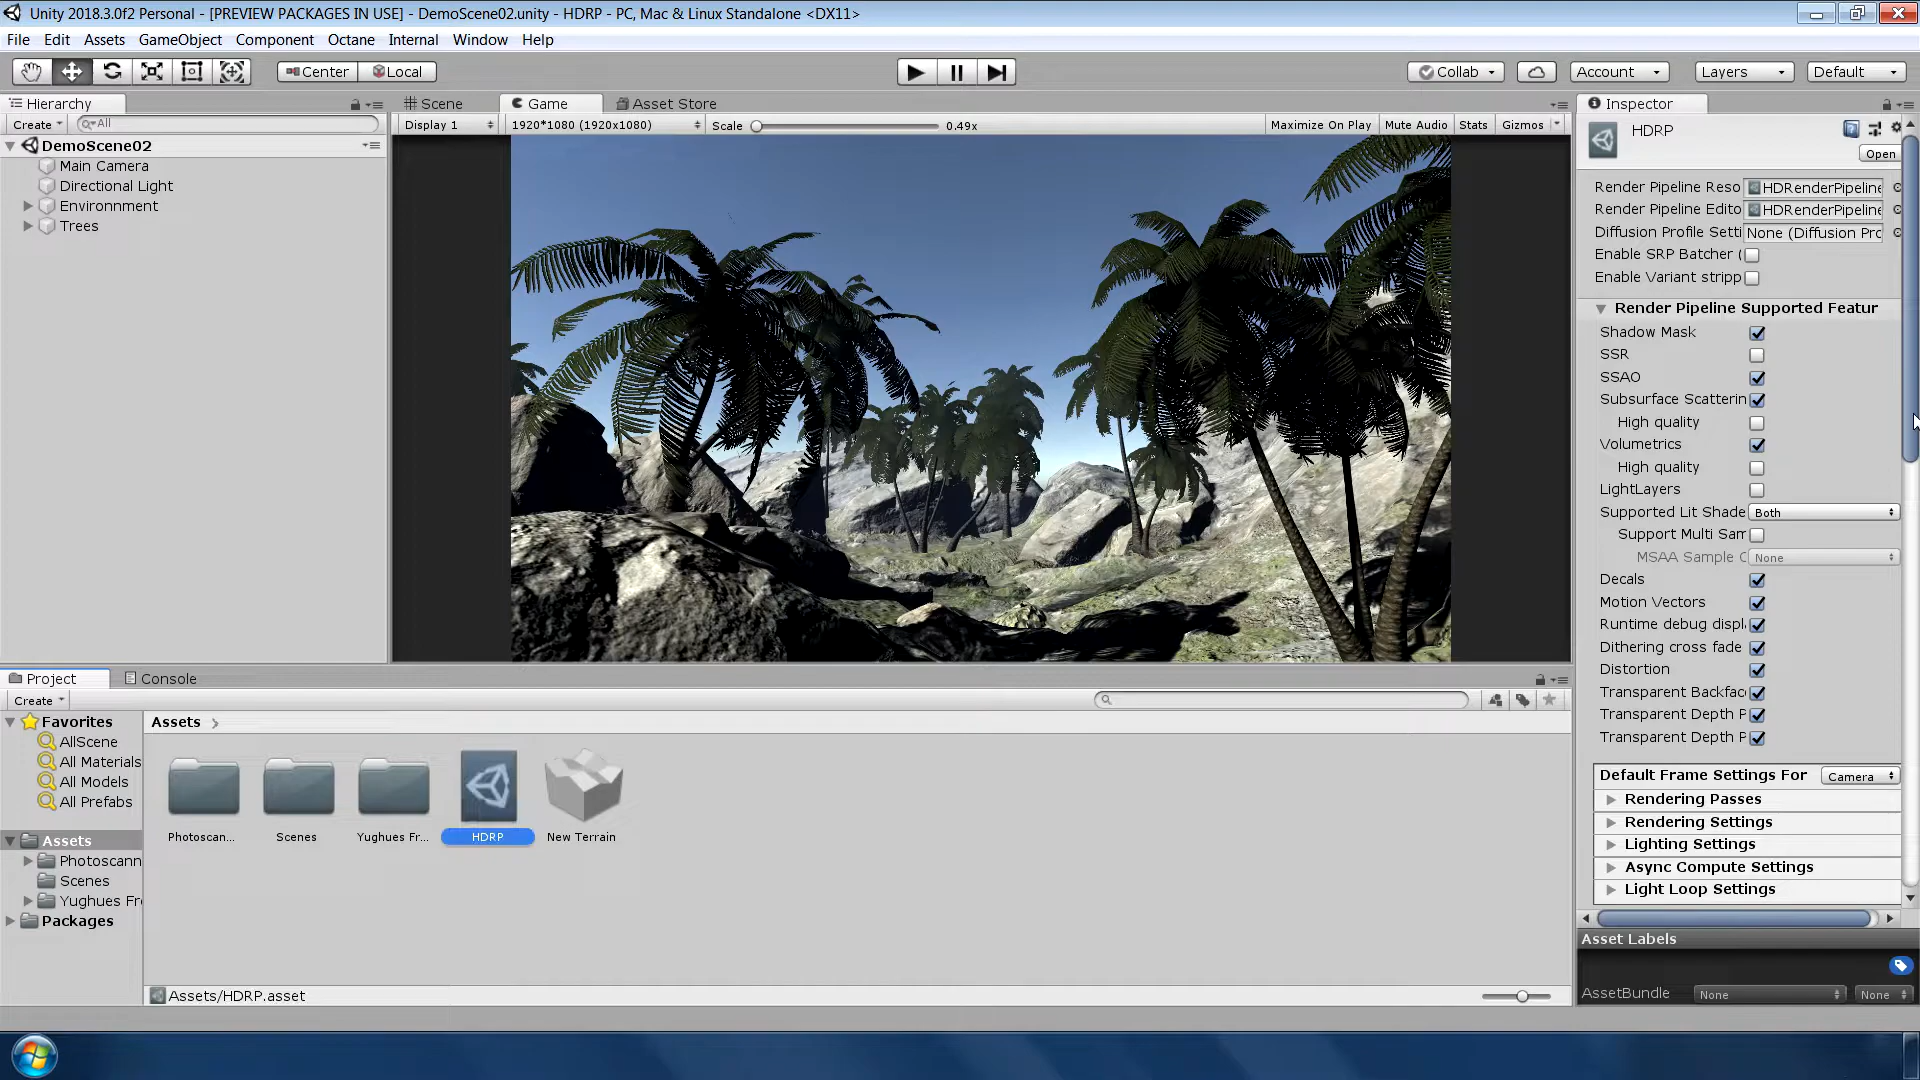 Unity 2018.3.0f2 Personal - [PREVIEW PACKAGES IN USE] - DemoScene02.unity - HDRP - PC, Mac & Linux Standalone <DX11>
File Edit Assets GameObject Component Octane Internal Window Help
Center Local Collab Account Layers Default
Hierarchy Scene Game Asset Store Inspector
Create All Display 1 1920*1080 (1920x1080) Scale 0.49x Maximize On Play Mute Audio Stats Gizmos
HDRP
Open
DemoScene02
Main Camera
Directional Light
Environnment
Trees
Render Pipeline Reso HDRenderPipeline
Render Pipeline Edito HDRenderPipeline
Diffusion Profile Setti None (Diffusion Pro
Enable SRP Batcher (
Enable Variant stripp
Render Pipeline Supported Featur
Shadow Mask
SSR
SSAO
Subsurface Scatterin
High quality
Volumetrics
High quality
LightLayers
Supported Lit Shade Both
Support Multi Sam
MSAA Sample C None
Decals
Motion Vectors
Runtime debug displ
Dithering cross fade
Distortion
Transparent Backfac
Transparent Depth P
Transparent Depth P
Default Frame Settings For Camera
Rendering Passes
Rendering Settings
Lighting Settings
Async Compute Settings
Light Loop Settings
Asset Labels
AssetBundle None None
Project Console
Create
Favorites
AllScene
All Materials
All Models
All Prefabs
Assets
Photoscann
Scenes
Yughues Fr
Packages
Assets
Photoscan... Scenes Yughues Fr... HDRP New Terrain
Assets/HDRP.asset